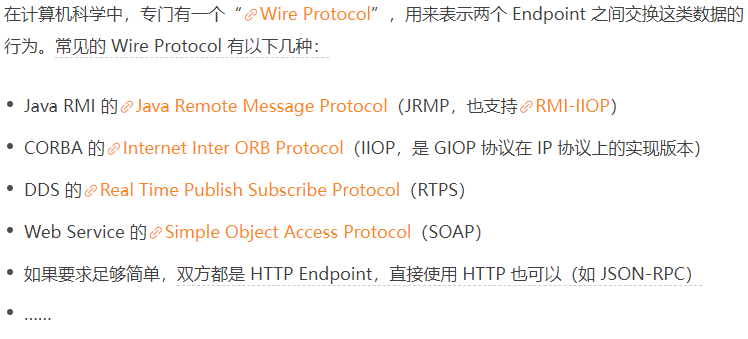 在计算机科学中，专门有一个“Wire Protocol”，用来表示两个 Endpoint 之间交换这类数据的
行为。常见的 Wire Protocol 有以下几种：
• Java RMI 的Java Remote Message Protocol（JRMP，也支持RMI-IIOP）
• CORBA 的Internet Inter ORB Protocol（IIOP，是 GIOP 协议在 IP 协议上的实现版本）
• DDS 的Real Time Publish Subscribe Protocol（RTPS）
• Web Service 的Simple Object Access Protocol（SOAP）
• 如果要求足够简单，双方都是 HTTP Endpoint，直接使用 HTTP 也可以（如 JSON-RPC）
• ……